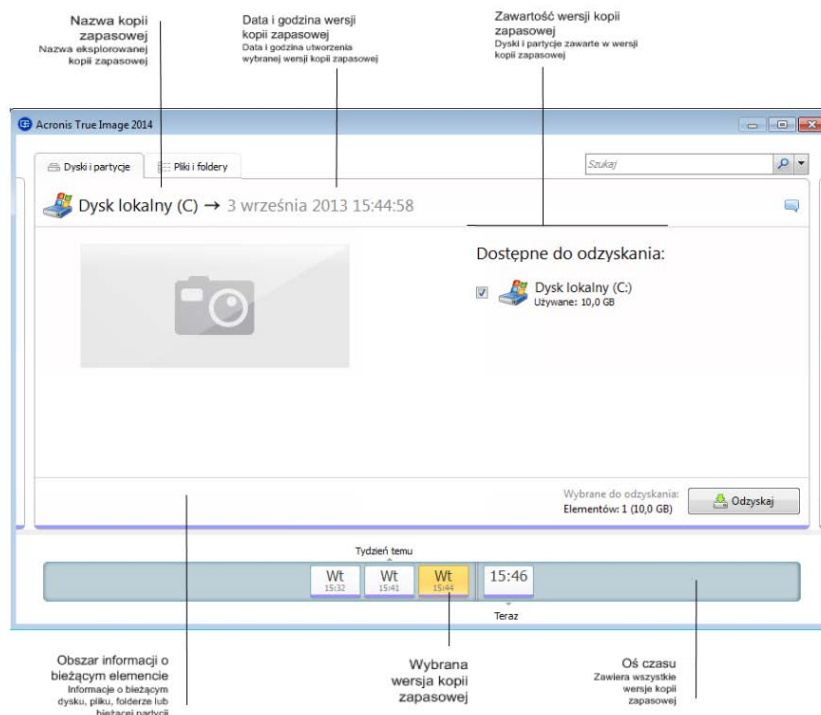 Nazwa kopii
zapasowej
Nazwa eksplorowanej
kopii zapasowej
Data i godzina wersji
kopii zapasowej
Data i godzina utworzenia
wybranej wersji kopii zapasowej
Zawartość wersji kopii
zapasowej
Dyski i partycje zawarte w wersji
kopii zapasowej
Acronis True Image 2014
Dyski i partycje
Pliki i foldery
Szukaj
Dysk lokalny (C) → 3 września 2013 15:44:58
Dostępne do odzyskania:
Dysk lokalny (C:)
Używane: 10,0 GB
Wybrane do odzyskania:
Elementów: 1 (10,0 GB)
Odzyskaj
Tydzień temu
Wt
15:32
Wt
15:41
Wt
15:44
15:46
Teraz
Obszar informacji o
bieżącym elemencie
Informacje o bieżącym
dysku, pliku, folderze lub
bieżącej partycji
Wybrana
wersja kopii
zapasowej
Oś czasu
Zawiera wszystkie
wersje kopii
zapasowej